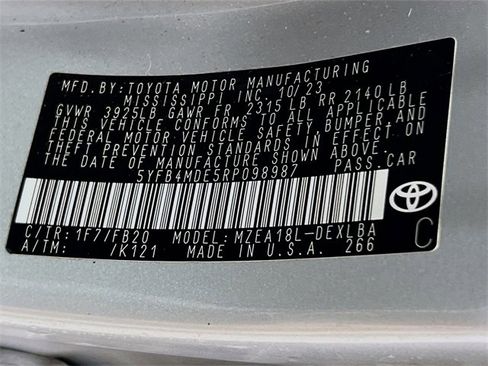 MFD. BY: TOYOTA MOTOR MANUFACTURING
MISSISSIPPI, INC. 10/23
GVWR 3925LB GAWR FR 2315 LB RR 2140 LB
THIS VEHICLE CONFORMS TO ALL APPLICABLE
FEDERAL MOTOR VEHICLE SAFETY, BUMPER, AND
THEFT PREVENTION STANDARDS IN EFFECT ON
THE DATE OF MANUFACTURE SHOWN ABOVE.
5YFB4MDE5RP098987 PASS.CAR
C/TR: 1F7/FB20 MODEL: MZEA18L-DEXLBA
A/TM: /K121 MADE IN U.S.A. 266
C